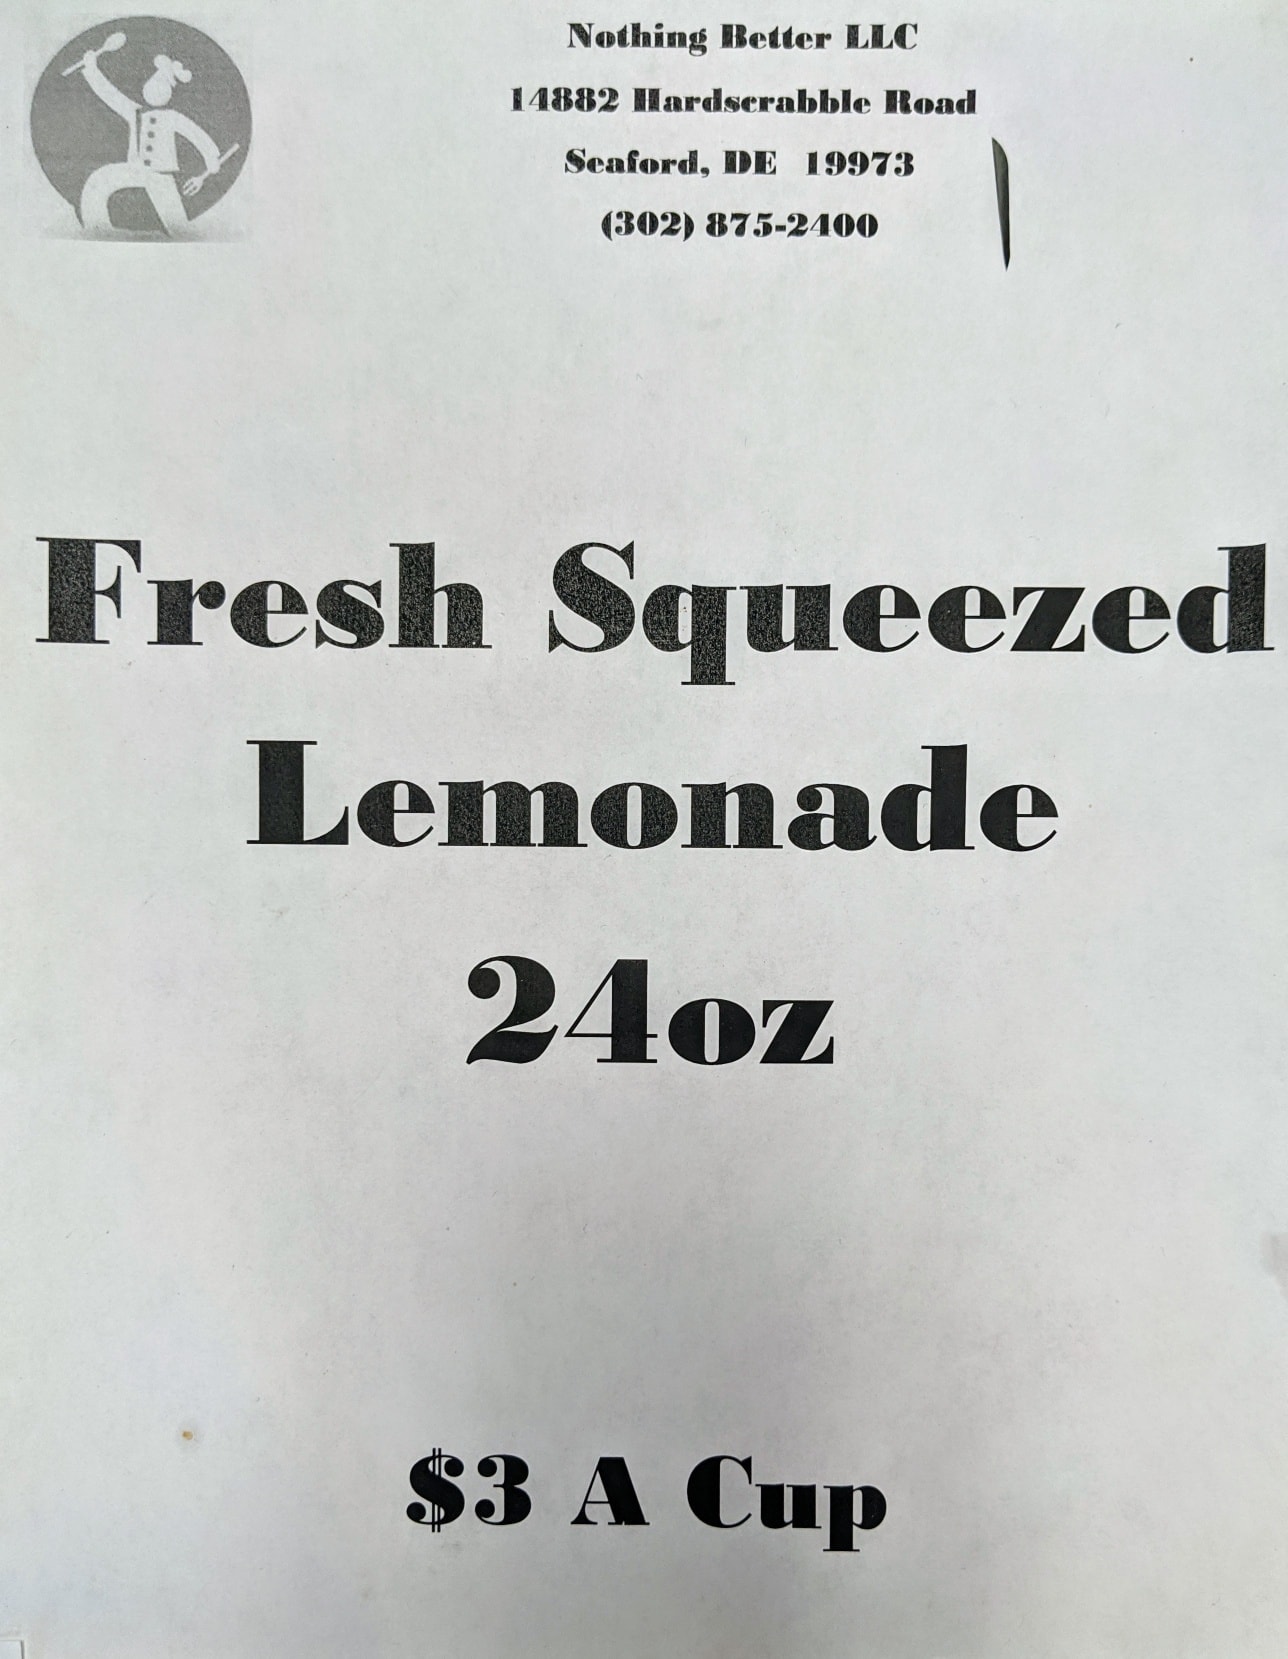 Nothing Better LLC
14882 Hardscrabble Road
Seaford, DE 19973
(302) 875-2400
Fresh Squeezed
Lemonade
24oz
$3 A Cup